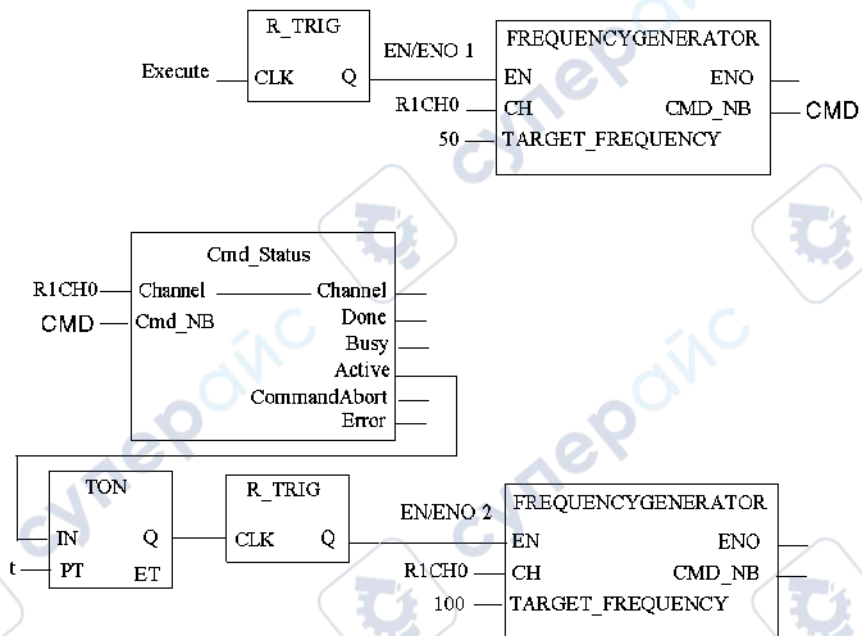 R_TRIG
EN/ENO 1
FREQUENCYGENERATOR
Execute
CLK Q
EN ENO
R1CH0
CH CMD_NB
CMD
50
TARGET_FREQUENCY
суперайс
Cmd_Status
R1CH0
Channel Channel
CMD
Cmd_NB
Done
Busy
Active
CommandAbort
Error
суперайс
TON
R_TRIG
EN/ENO 2
FREQUENCYGENERATOR
IN Q
CLK Q
EN ENO
t
PT ET
R1CH0
CH CMD_NB
100
TARGET_FREQUENCY